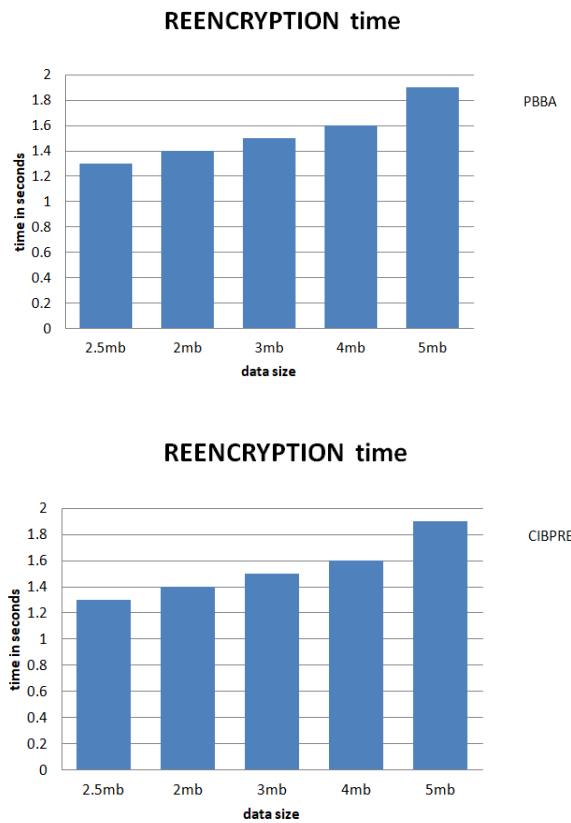 REENCRYPTION time
2
1.8
1.6
1.4
1.2
1
0.8
0.6
0.4
0.2
0
time in seconds
2.5mb 2mb 3mb 4mb 5mb
data size
PBBA
REENCRYPTION time
2
1.8
1.6
1.4
1.2
1
0.8
0.6
0.4
0.2
0
time in seconds
2.5mb 2mb 3mb 4mb 5mb
data size
CIBPRE